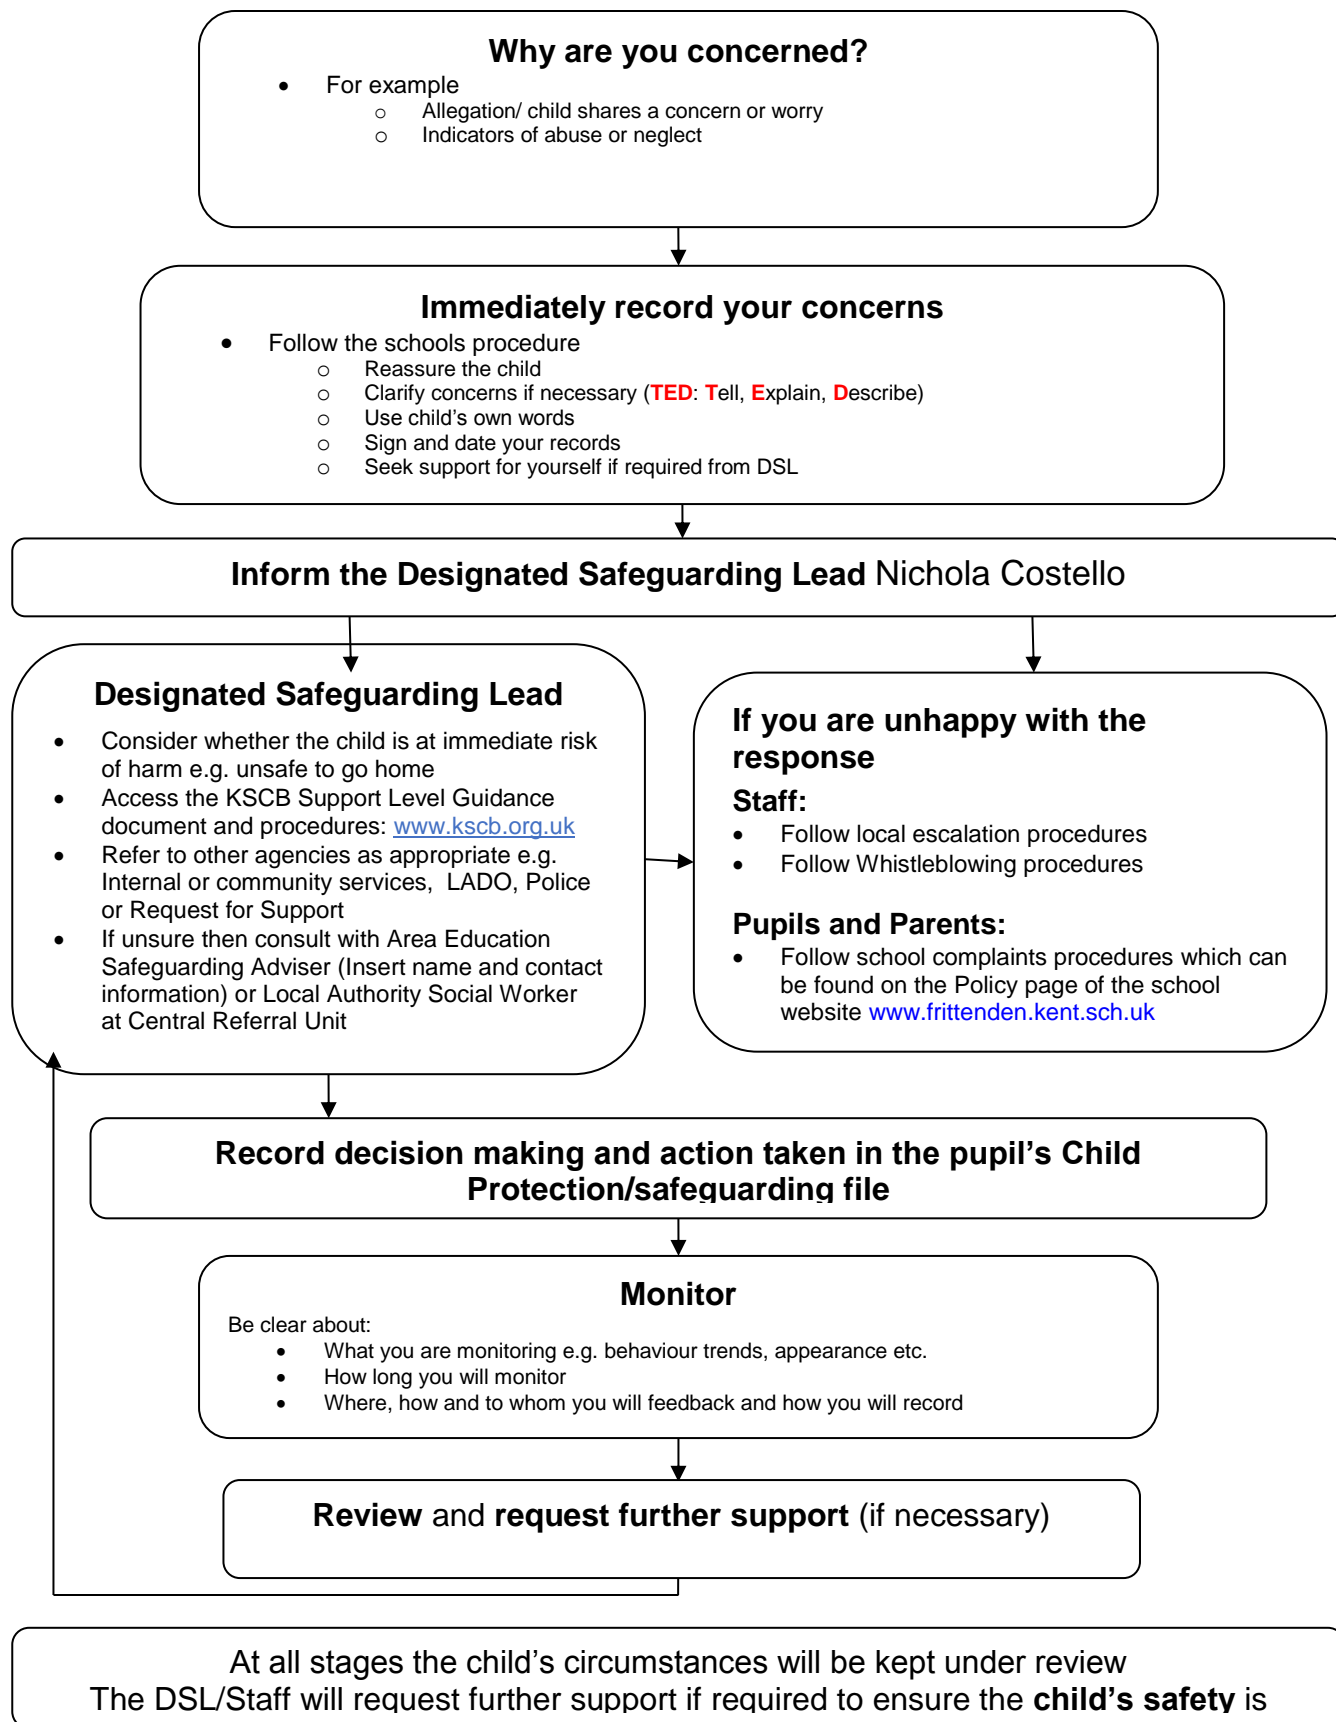 Why are you concerned?
• For example
o Allegation/ child shares a concern or worry
o Indicators of abuse or neglect
Immediately record your concerns
• Follow the schools procedure
o Reassure the child
o Clarify concerns if necessary (TED: Tell, Explain, Describe)
o Use child’s own words
o Sign and date your records
o Seek support for yourself if required from DSL
Inform the Designated Safeguarding Lead Nichola Costello
Designated Safeguarding Lead
• Consider whether the child is at immediate risk
of harm e.g. unsafe to go home
• Access the KSCB Support Level Guidance
document and procedures: www.kscb.org.uk
• Refer to other agencies as appropriate e.g.
Internal or community services, LADO, Police
or Request for Support
• If unsure then consult with Area Education
Safeguarding Adviser (Insert name and contact
information) or Local Authority Social Worker
at Central Referral Unit
If you are unhappy with the
response
Staff:
• Follow local escalation procedures
• Follow Whistleblowing procedures
Pupils and Parents:
• Follow school complaints procedures which can
be found on the Policy page of the school
website www.frittenden.kent.sch.uk
Record decision making and action taken in the pupil’s Child
Protection/safeguarding file
Monitor
Be clear about:
• What you are monitoring e.g. behaviour trends, appearance etc.
• How long you will monitor
• Where, how and to whom you will feedback and how you will record
Review and request further support (if necessary)
At all stages the child’s circumstances will be kept under review
The DSL/Staff will request further support if required to ensure the child’s safety is